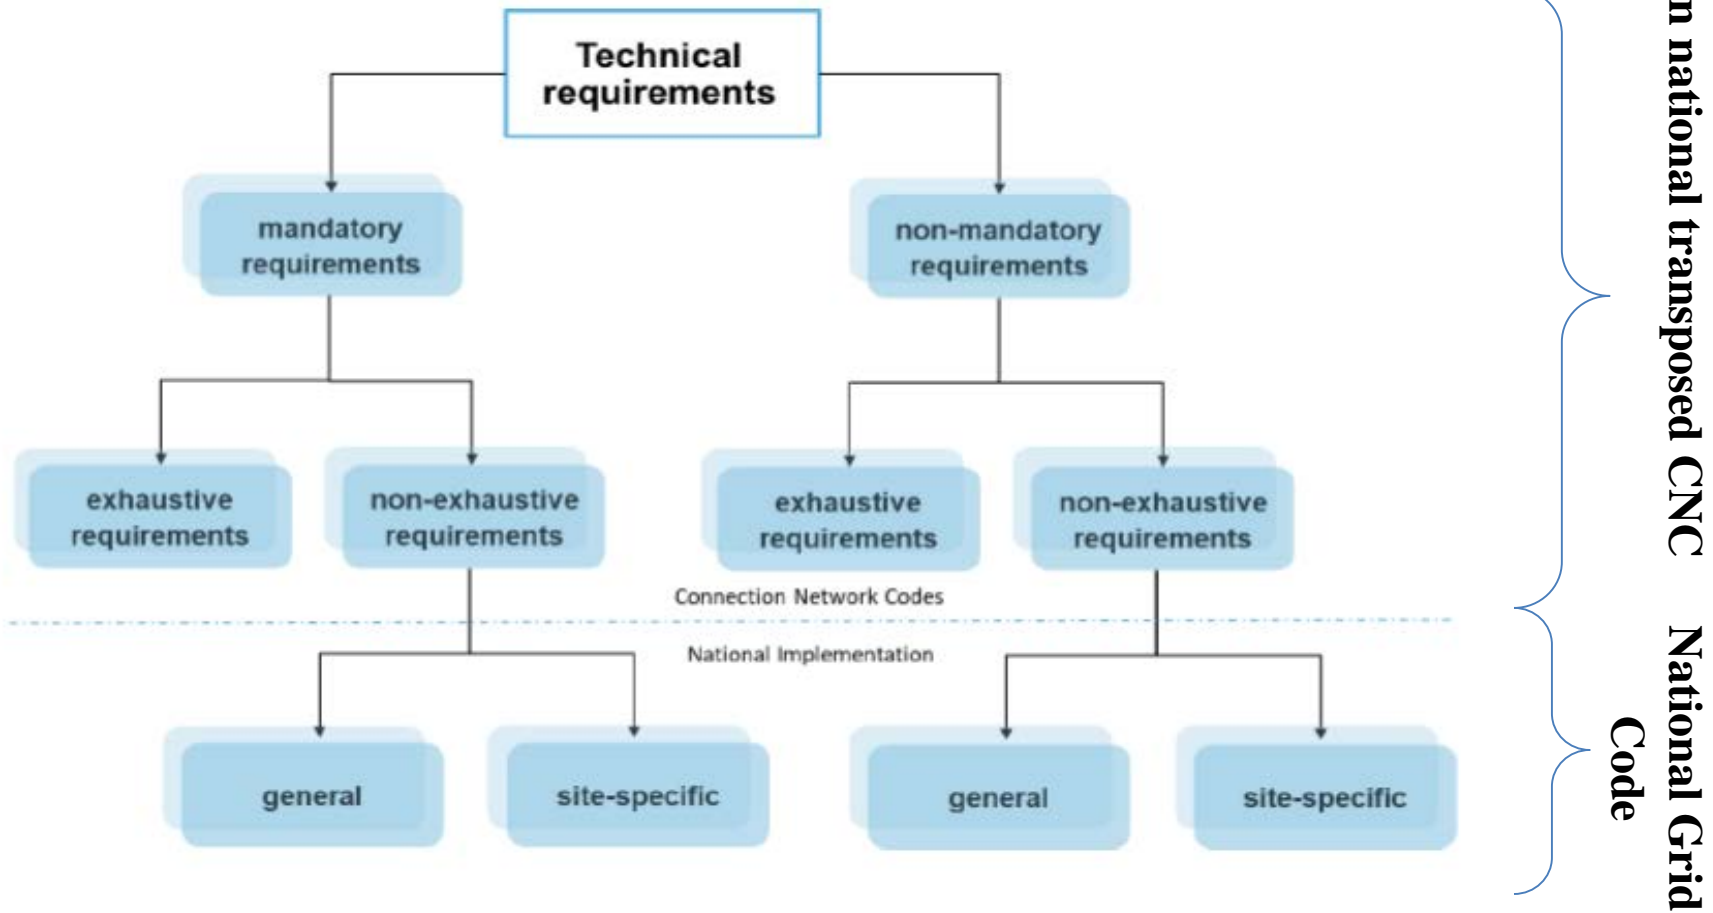 Technical
requirements
mandatory
requirements
non-mandatory
requirements
exhaustive
requirements
non-exhaustive
requirements
exhaustive
requirements
non-exhaustive
requirements
Connection Network Codes
National Implementation
general
site-specific
general
site-specific
national transposed CNC
National Grid
Code